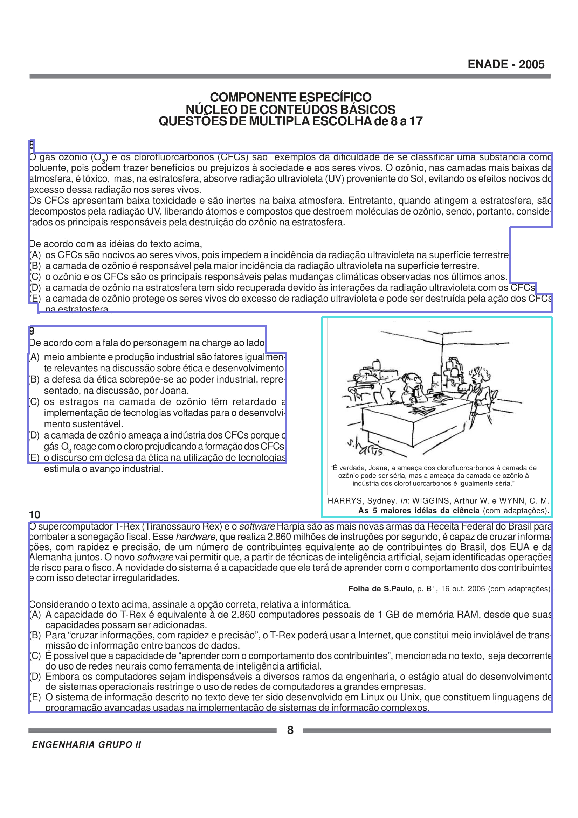 ENADE - 2005
COMPONENTE ESPECÍFICO
NÚCLEO DE CONTEÚDOS BÁSICOS
QUESTÕES DE MÚLTIPLA ESCOLHA de 8 a 17
8
O gás ozônio (O3) e os clorofluorcarbonos (CFCs) são exemplos da dificuldade de se classificar uma substância como
poluente, pois podem trazer benefícios ou prejuízos à sociedade e aos seres vivos. O ozônio, nas camadas mais baixas da
atmosfera, é tóxico, mas, na estratosfera, absorve radiação ultravioleta (UV) proveniente do Sol, evitando os efeitos nocivos do
excesso dessa radiação nos seres vivos.
Os CFCs apresentam baixa toxicidade e são inertes na baixa atmosfera. Entretanto, quando atingem a estratosfera, são
decompostos pela radiação UV, liberando átomos e compostos que destroem moléculas de ozônio, sendo, portanto, conside-
rados os principais responsáveis pela destruição do ozônio na estratosfera.
De acordo com as idéias do texto acima,
(A) os CFCs são nocivos ao seres vivos, pois impedem a incidência da radiação ultravioleta na superfície terrestre.
(B) a camada de ozônio é responsável pela maior incidência da radiação ultravioleta na superfície terrestre.
(C) o ozônio e os CFCs são os principais responsáveis pelas mudanças climáticas observadas nos últimos anos.
(D) a camada de ozônio na estratosfera tem sido recuperada devido às interações da radiação ultravioleta com os CFCs.
(E) a camada de ozônio protege os seres vivos do excesso de radiação ultravioleta e pode ser destruída pela ação dos CFCs
na estratosfera.
9
De acordo com a fala do personagem na charge ao lado,
(A) meio ambiente e produção industrial são fatores igualmen-
te relevantes na discussão sobre ética e desenvolvimento.
(B) a defesa da ética sobrepõe-se ao poder industrial, repre-
sentado, na discussão, por Joana.
(C) os estragos na camada de ozônio têm retardado a
implementação de tecnologias voltadas para o desenvolvi-
mento sustentável.
(D) a camada de ozônio ameaça a indústria dos CFCs porque o
gás O3 reage com o cloro prejudicando a formação dos CFCs.
(E) o discurso em defesa da ética na utilização de tecnologias
estimula o avanço industrial.
S. Harris
"É verdade, Joana, a ameaça dos clorofluorcarbonos à camada de
ozônio pode ser séria, mas a ameaça da camada de ozônio à
indústria dos clorofluorcarbonos é igualmente séria."
HARRYS, Sydney. In: WIGGINS, Arthur W. e WYNN, C. M.
As 5 maiores idéias da ciência (com adaptações).
10
O supercomputador T-Rex (Tiranossauro Rex) e o software Harpia são as mais novas armas da Receita Federal do Brasil para
combater a sonegação fiscal. Esse hardware, que realiza 2.860 milhões de instruções por segundo, é capaz de cruzar informa-
ções, com rapidez e precisão, de um número de contribuintes equivalente ao de contribuintes do Brasil, dos EUA e da
Alemanha juntos. O novo software vai permitir que, a partir de técnicas de inteligência artificial, sejam identificadas operações
de risco para o fisco. A novidade do sistema é a capacidade que ele terá de aprender com o comportamento dos contribuintes
e com isso detectar irregularidades.
Folha de S.Paulo, p. B1, 16 out. 2005 (com adaptações).
Considerando o texto acima, assinale a opção correta, relativa a informática.
(A) A capacidade do T-Rex é equivalente à de 2.860 computadores pessoais de 1 GB de memória RAM, desde que suas
capacidades possam ser adicionadas.
(B) Para "cruzar informações, com rapidez e precisão", o T-Rex poderá usar a Internet, que constitui meio inviolável de trans-
missão de informação entre bancos de dados.
(C) É possível que a capacidade de "aprender com o comportamento dos contribuintes", mencionada no texto, seja decorrente
do uso de redes neurais como ferramenta de inteligência artificial.
(D) Embora os computadores sejam indispensáveis a diversos ramos da engenharia, o estágio atual do desenvolvimento
de sistemas operacionais restringe o uso de redes de computadores a grandes empresas.
(E) O sistema de informação descrito no texto deve ter sido desenvolvido em Linux ou Unix, que constituem linguagens de
programação avançadas usadas na implementação de sistemas de informação complexos.
8
ENGENHARIA GRUPO II